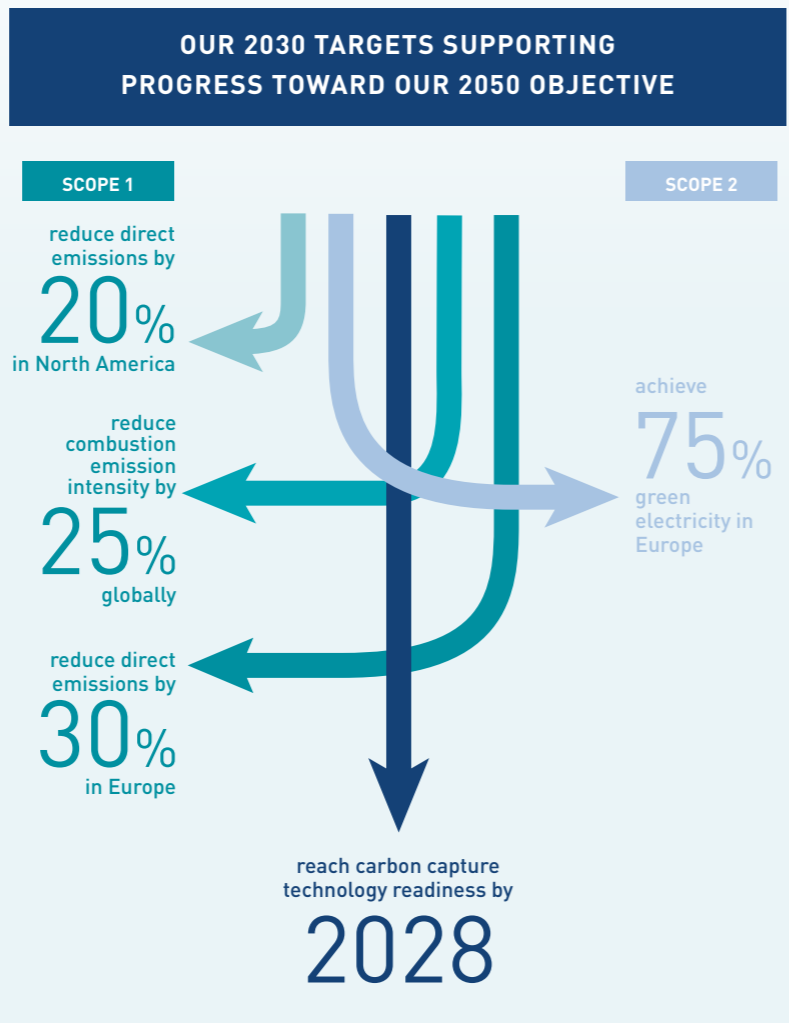 OUR 2030 TARGETS SUPPORTING
PROGRESS TOWARD OUR 2050 OBJECTIVE
SCOPE 1
reduce direct
emissions by
20%
in North America
reduce
combustion
emission
intensity by
25%
globally
reduce direct
emissions by
30%
in Europe
SCOPE 2
achieve
75%
green
electricity in
Europe
reach carbon capture
technology readiness by
2028